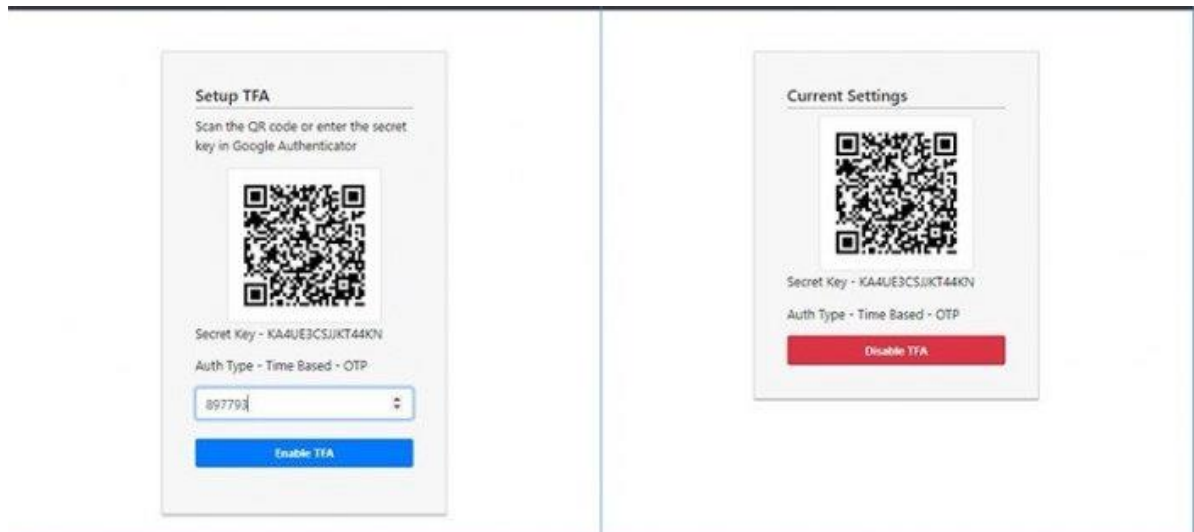 Setup TFA
Scan the QR code or enter the secret
key in Google Authenticator
Secret Key - KA4UE3CSJJKT44KN
Auth Type - Time Based - OTP
897793
Enable TFA
Current Settings
Secret Key - KA4UE3CSJJKT44KN
Auth Type - Time Based - OTP
Disable TFA